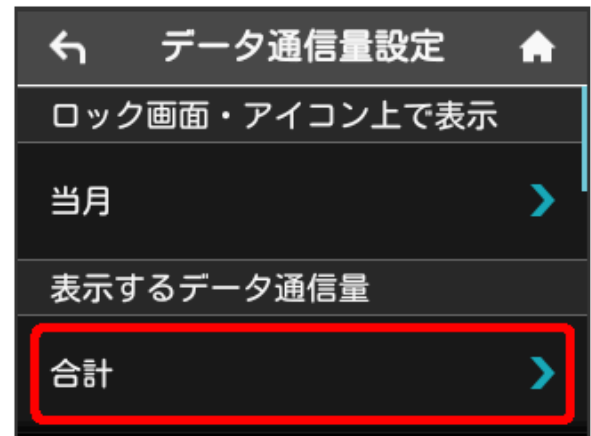 データ通信量設定
ロック画面・アイコン上で表示
当月
表示するデータ通信量
合計